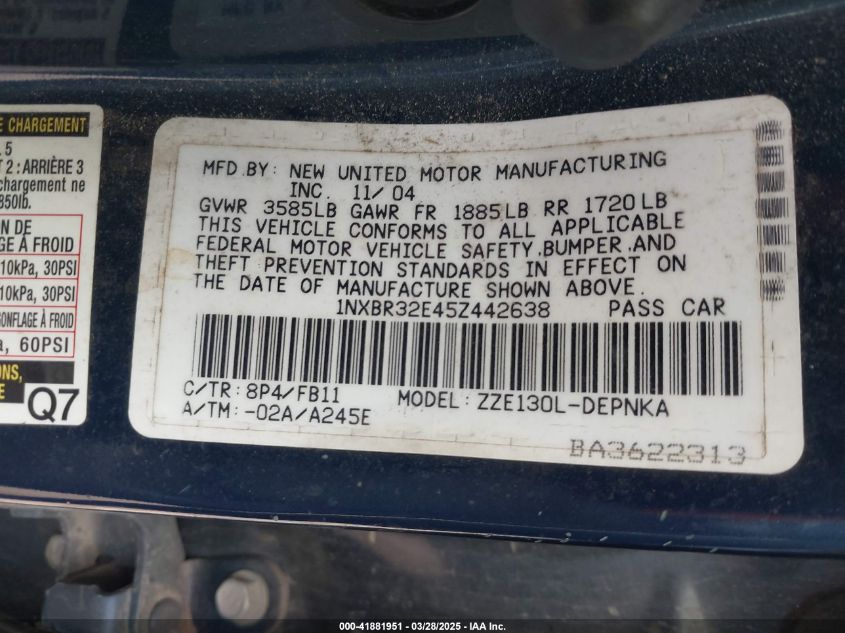 E CHARGEMENT
5
T 2 : ARRIÈRE 3
chargement ne
850lb.
ON DE
GE À FROID
10kPa, 30PSI
10kPa, 30PSI
GONFLAGE À FROID
a, 60PSI
ONS,
E
Q7
MFD BY: NEW UNITED MOTOR MANUFACTURING
INC. 11/04
GVWR 3585LB GAWR FR 1885LB RR 1720LB
THIS VEHICLE CONFORMS TO ALL APPLICABLE
FEDERAL MOTOR VEHICLE SAFETY, BUMPER, AND
THEFT PREVENTION STANDARDS IN EFFECT ON
THE DATE OF MANUFACTURE SHOWN ABOVE.
1NXBR32E45Z442638 PASS CAR
C/TR: 8P4/FB11 MODEL: ZZE130L-DEPNKA
A/TM: -02A/A245E
BA3622313
000-41881951 | 03/28/2025 - IAA Inc.